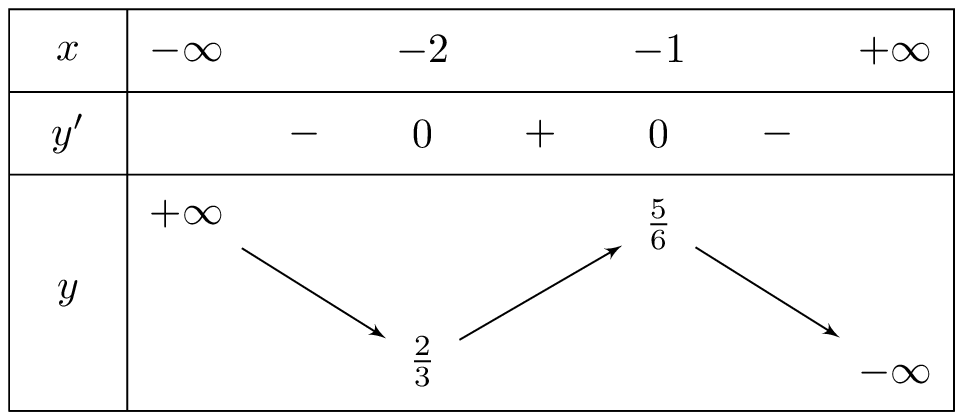 x −∞ −2 −1 +∞
y′ − 0 + 0 −
+∞ 5/6
y
2/3 −∞